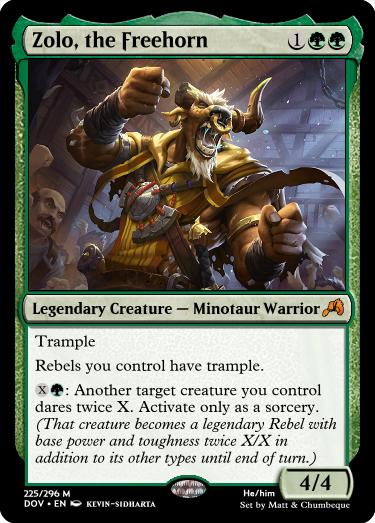 Zolo, the Freehorn 1
Legendary Creature — Minotaur Warrior
Trample
Rebels you control have trample.
X: Another target creature you control
dares twice X. Activate only as a sorcery.
(That creature becomes a legendary Rebel with
base power and toughness twice X/X in
addition to its other types until end of turn.)
4/4
225/296 M He/him
DOV • EN KEVIN-SIDHARTA Set by Matt & Chumbeque